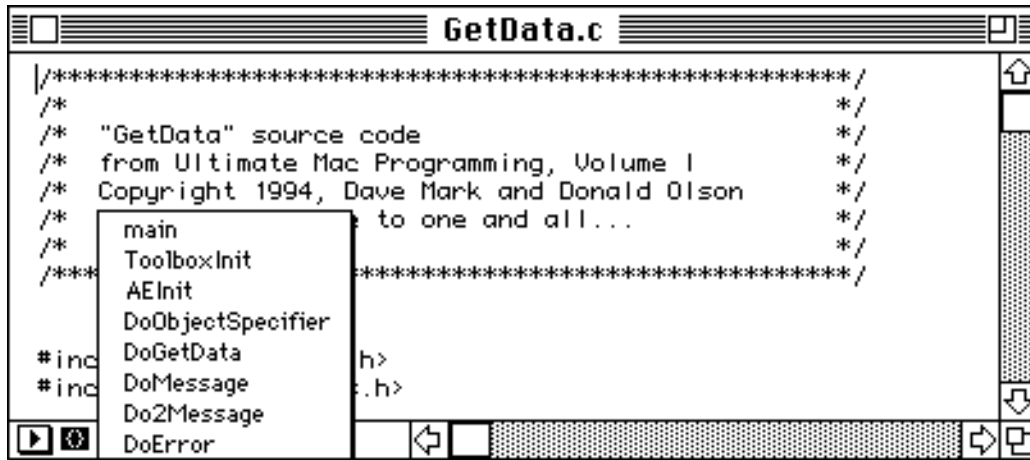 GetData.c
/****************************************************/
/* */
/* "GetData" source code */
/* from Ultimate Mac Programming, Volume I */
/* Copyright 1994, Dave Mark and Donald Olson */
/* to one and all... */
/* */
/*** ********************************/
#inc h>
#inc .h>
main
ToolboxInit
AEInit
DoObjectSpecifier
DoGetData
DoMessage
Do2Message
DoError